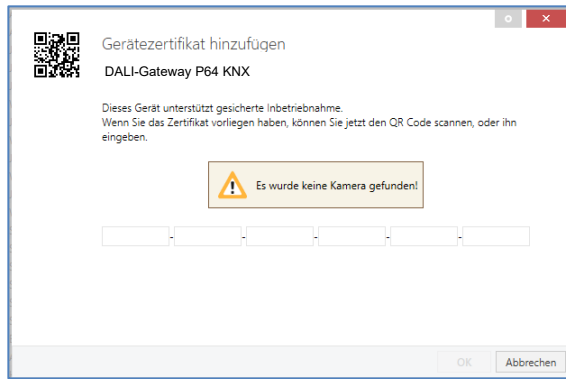 Gerätezertifikat hinzufügen
DALI-Gateway P64 KNX
Dieses Gerät unterstützt gesicherte Inbetriebnahme.
Wenn Sie das Zertifikat vorliegen haben, können Sie jetzt den QR Code scannen, oder ihn
eingeben.
Es wurde keine Kamera gefunden!
- - - - -
OK Abbrechen